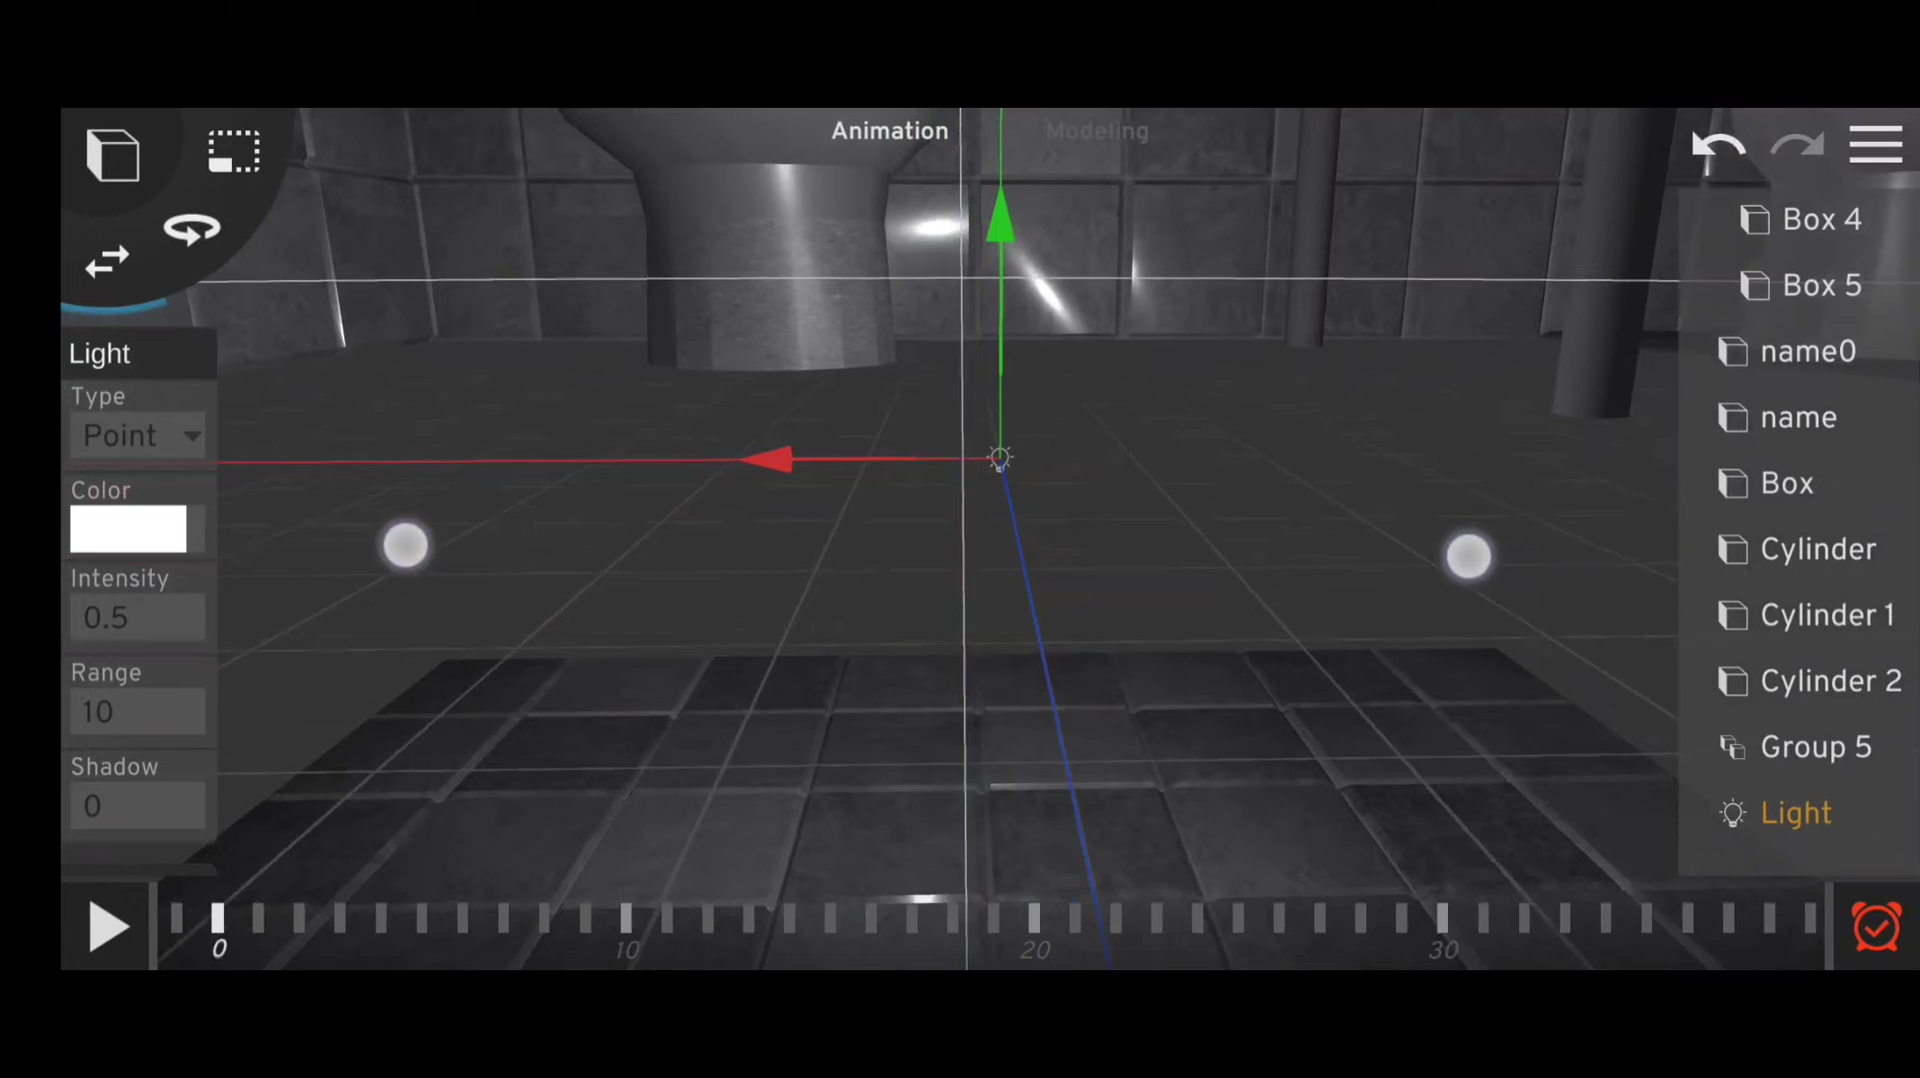 Animation
Modeling
Light
Type
Point
Color
Intensity
0.5
Range
10
Shadow
0
Box 4
Box 5
name0
name
Box
Cylinder
Cylinder 1
Cylinder 2
Group 5
Light
0
10
20
30